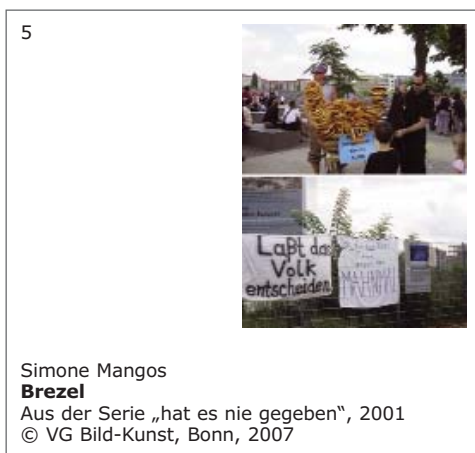 5
Laßt das
Volk
entscheiden
MAHNMAL
Simone Mangos
Brezel
Aus der Serie „hat es nie gegeben“, 2001
© VG Bild-Kunst, Bonn, 2007